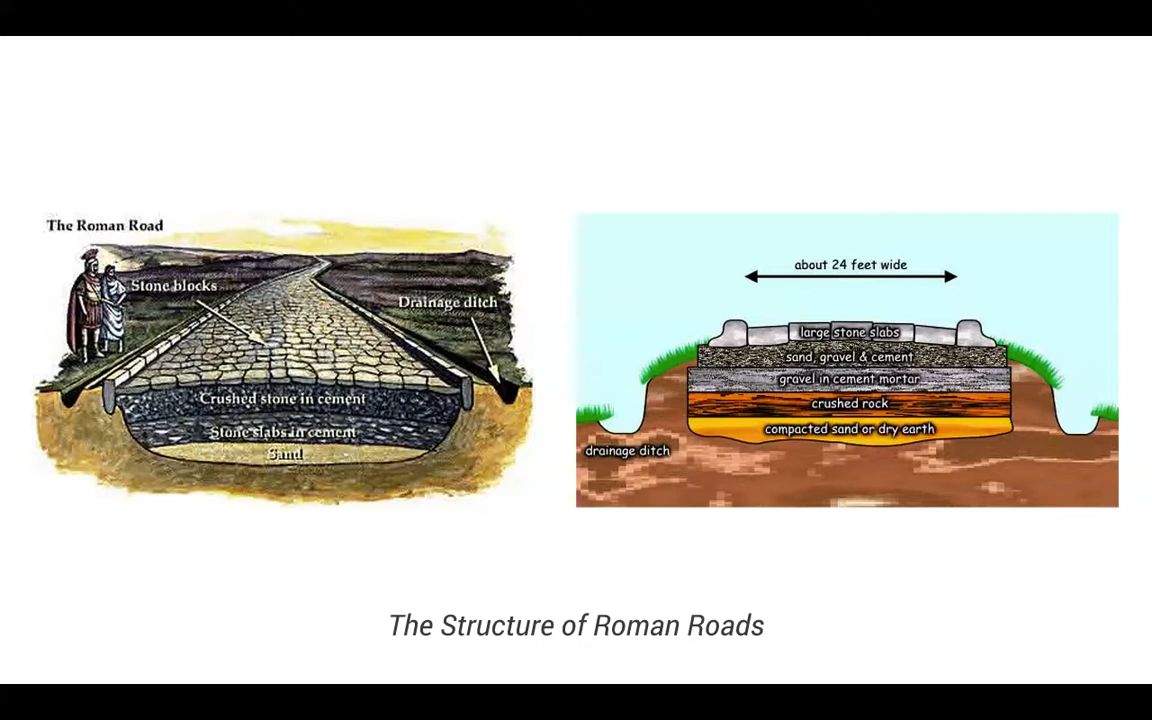 The Roman Road
Stone blocks
Drainage ditch
Crushed stone in cement
Stone slabs in cement
Sand
about 24 feet wide
large stone slabs
sand, gravel & cement
gravel in cement mortar
crushed rock
compacted sand or dry earth
drainage ditch
The Structure of Roman Roads